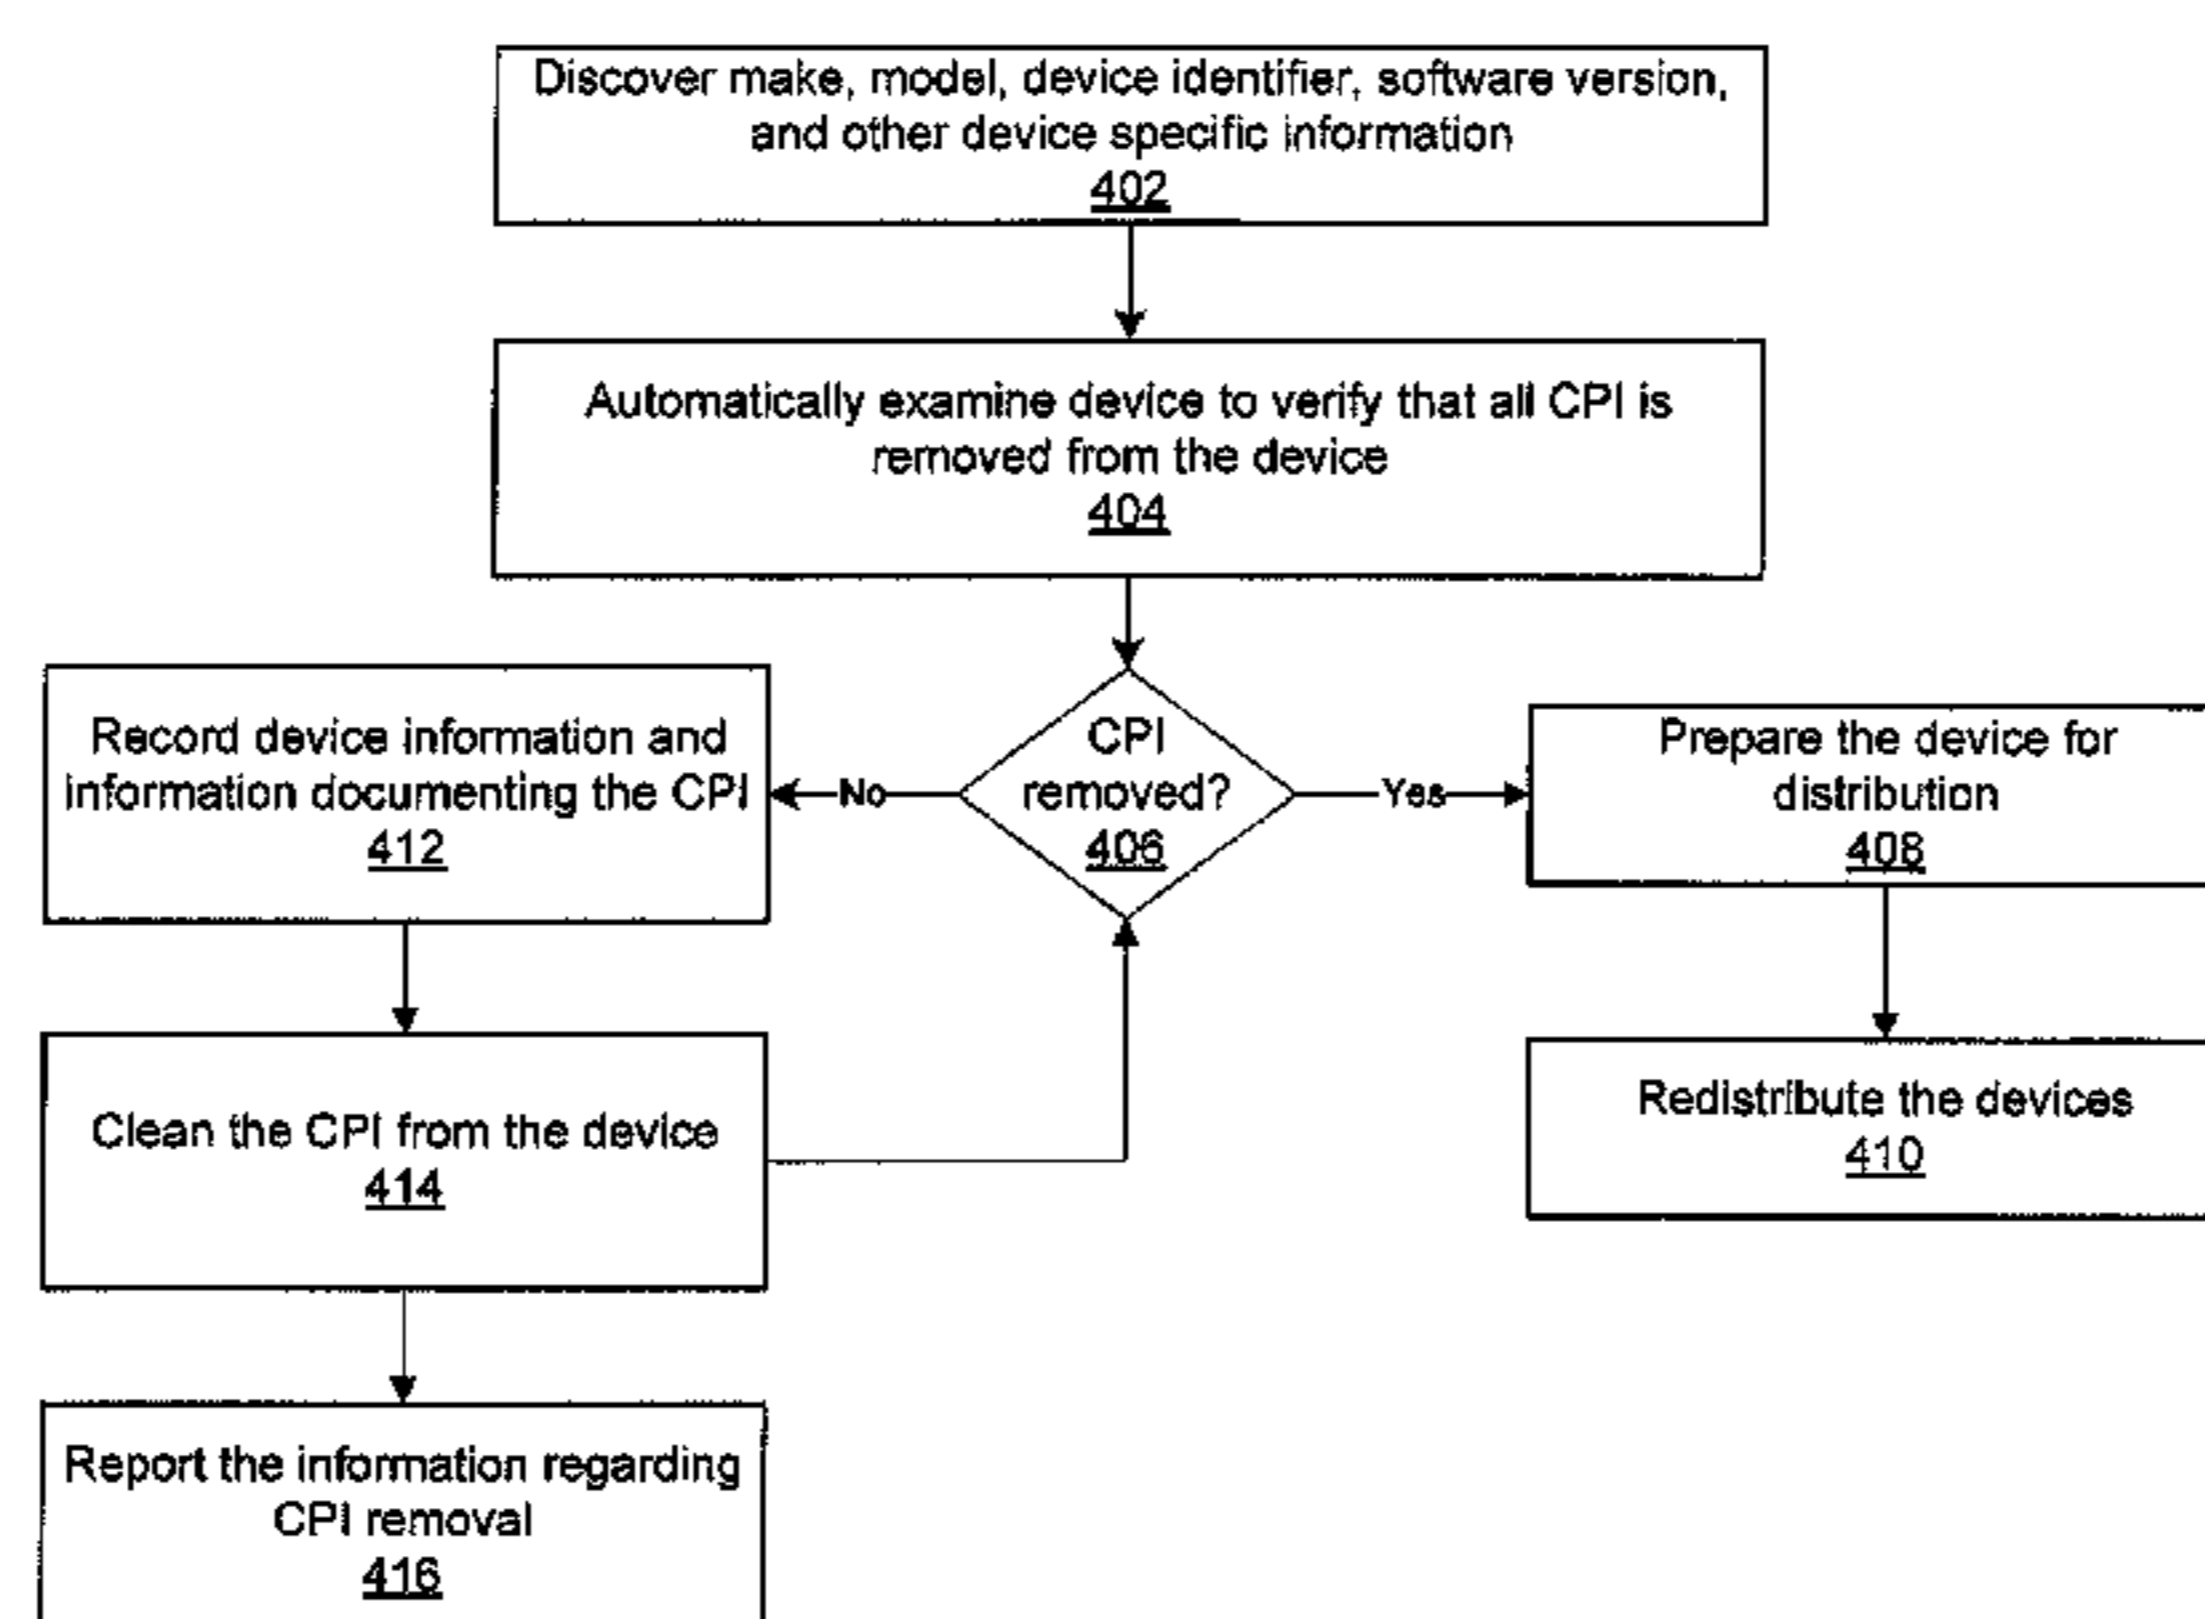 Discover make, model, device identifier, software version,
and other device specific information
402
Automatically examine device to verify that all CPI is
removed from the device
404
CPI
removed?
406
No
Yes
Record device information and
information documenting the CPI
412
Prepare the device for
distribution
408
Clean the CPI from the device
414
Redistribute the devices
410
Report the information regarding
CPI removal
416